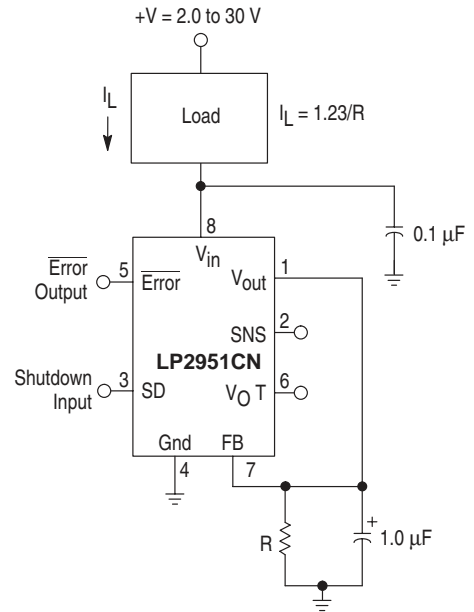 +V = 2.0 to 30 V
I_L
Load
I_L = 1.23/R
0.1 μF
8
V_in
Error
Output
5
Error
V_out
1
SNS
2
LP2951CN
Shutdown
Input
3
SD
V_O T
6
Gnd
FB
4
7
R
+
1.0 μF